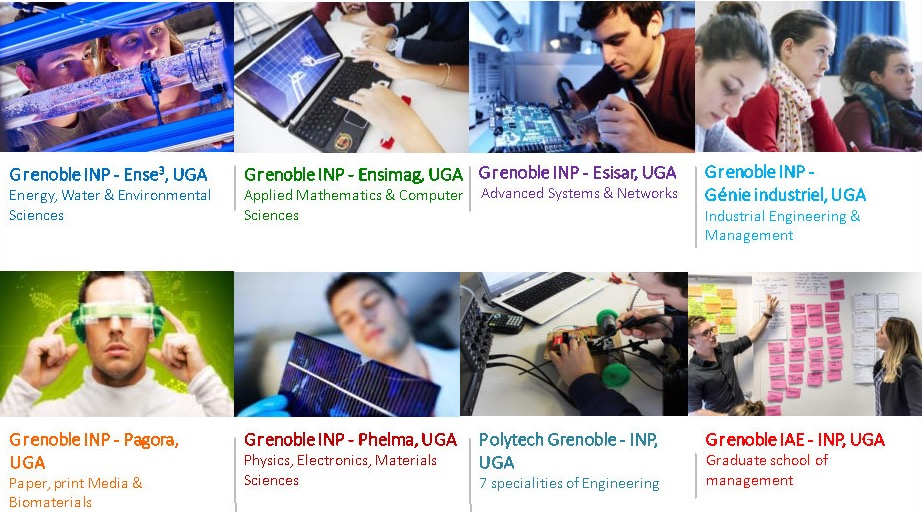 Grenoble INP - Ense³, UGA
Energy, Water & Environmental
Sciences
Grenoble INP - Ensimag, UGA
Applied Mathematics & Computer
Sciences
Grenoble INP - Esisar, UGA
Advanced Systems & Networks
Grenoble INP -
Génie industriel, UGA
Industrial Engineering &
Management
Grenoble INP - Pagora,
UGA
Paper, print Media &
Biomaterials
Grenoble INP - Phelma, UGA
Physics, Electronics, Materials
Sciences
Polytech Grenoble - INP,
UGA
7 specialities of Engineering
Grenoble IAE - INP, UGA
Graduate school of
management